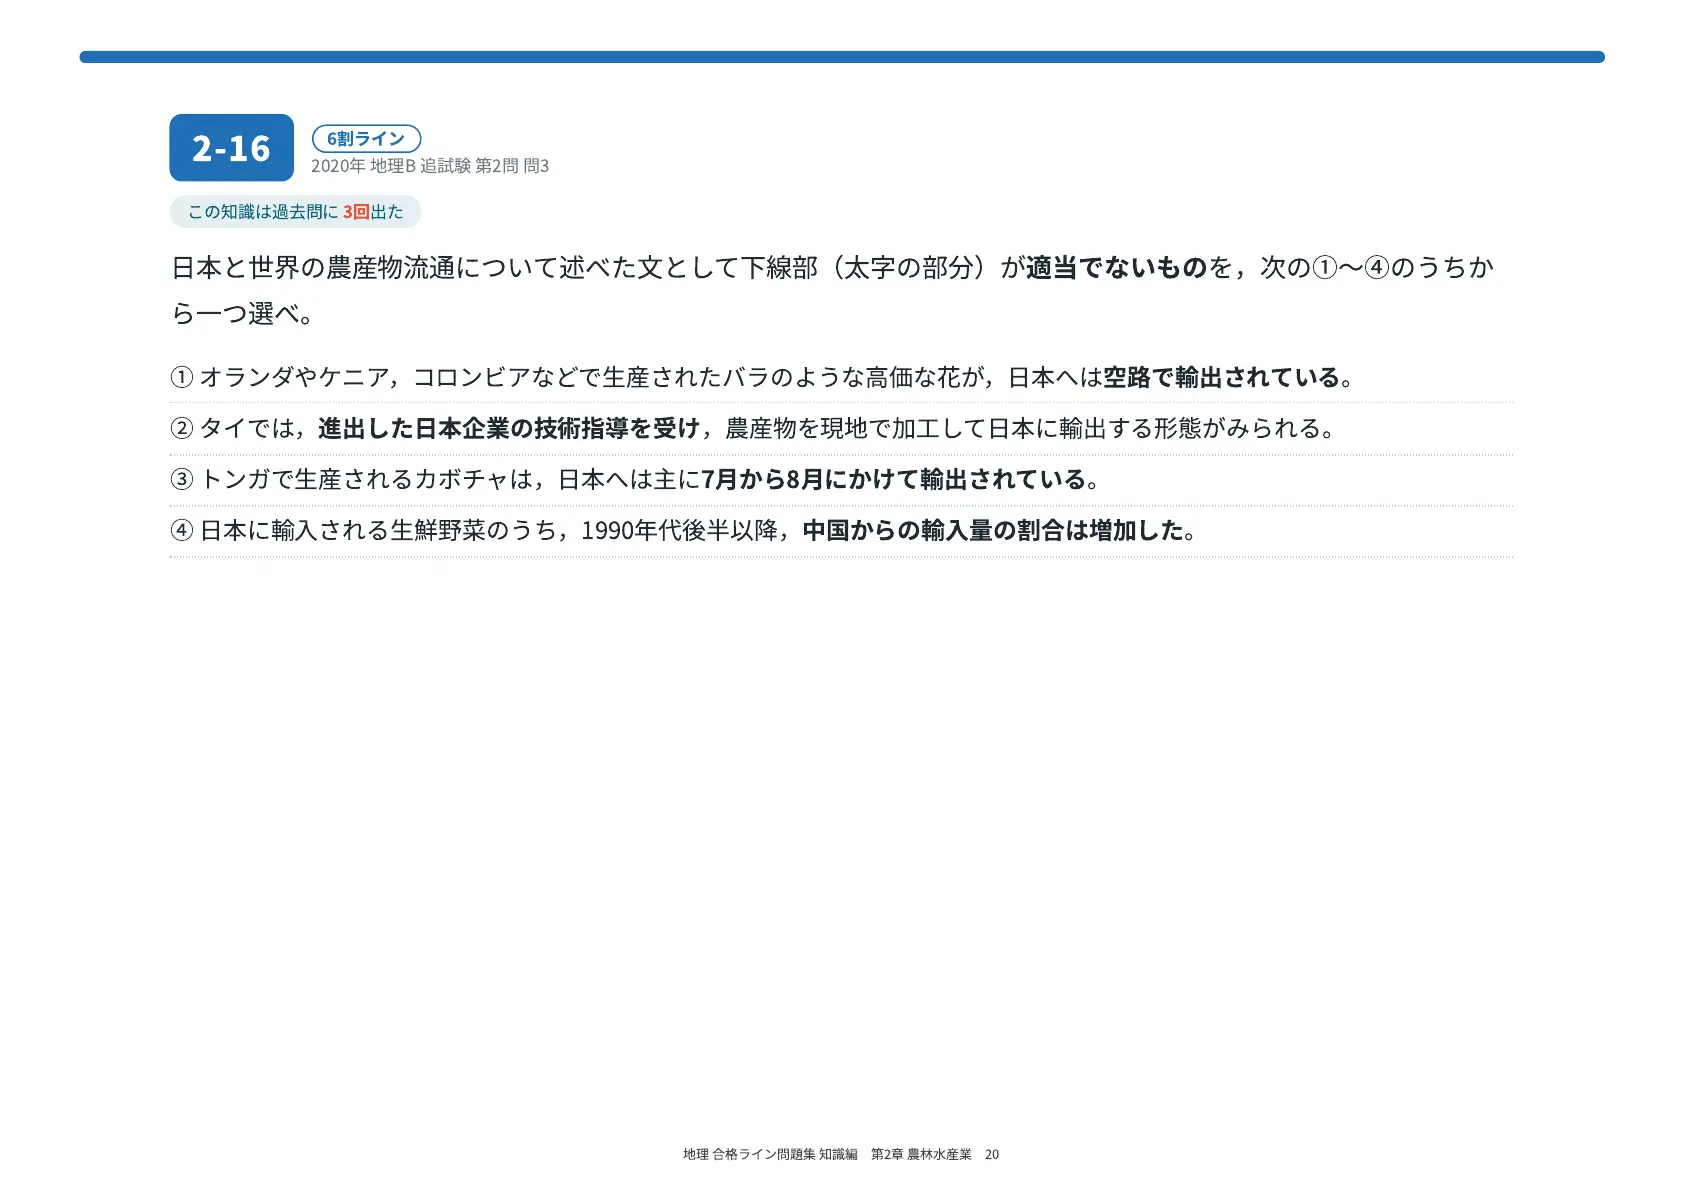 2-16
6割ライン
2020年 地理B 追試験 第2問 問3
この知識は過去問に 3回出た
日本と世界の農産物流通について述べた文として下線部（太字の部分）が適当でないものを，次の①～④のうちか
ら一つ選べ。
① オランダやケニア，コロンビアなどで生産されたバラのような高価な花が，日本へは空路で輸出されている。
② タイでは，進出した日本企業の技術指導を受け，農産物を現地で加工して日本に輸出する形態がみられる。
③ トンガで生産されるカボチャは，日本へは主に7月から8月にかけて輸出されている。
④ 日本に輸入される生鮮野菜のうち，1990年代後半以降，中国からの輸入量の割合は増加した。
地理 合格ライン問題集 知識編　第2章 農林水産業　20